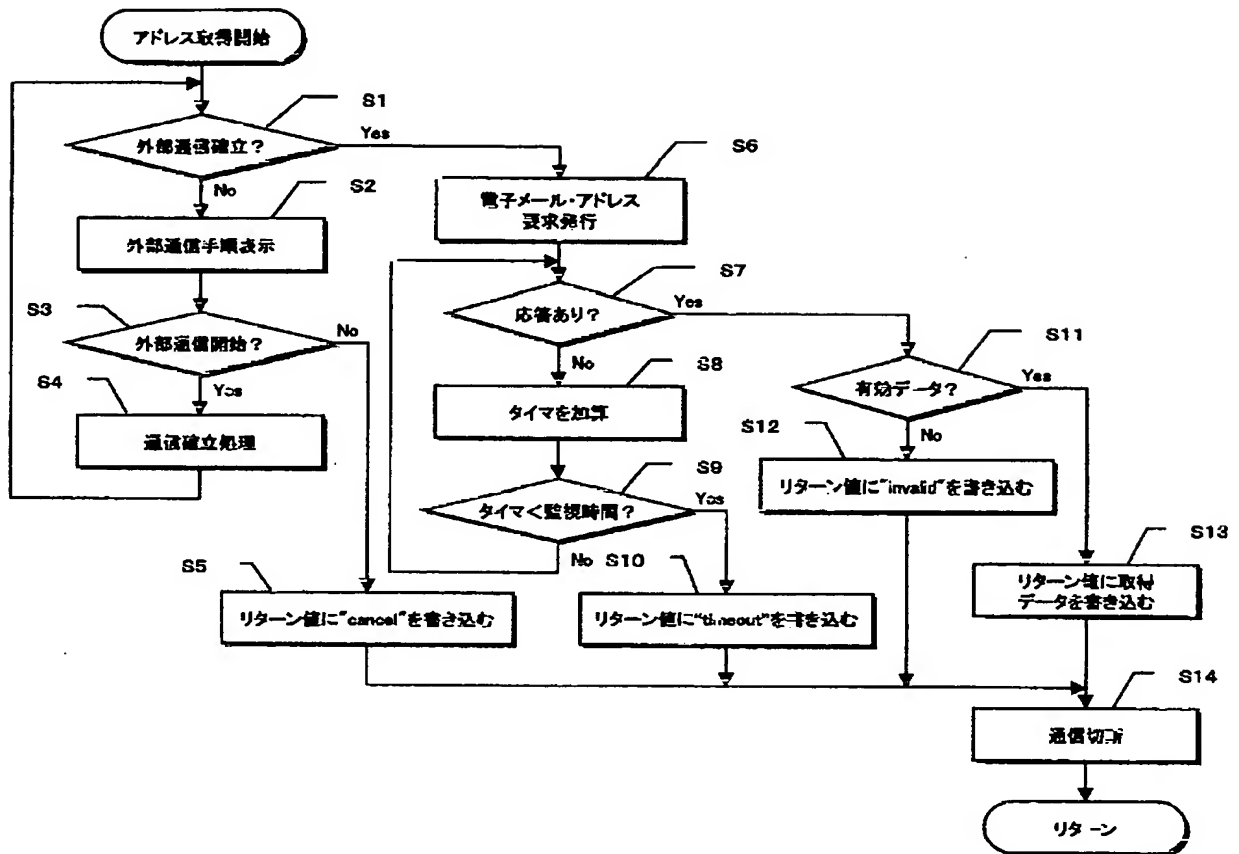 アドレス取得開始
S1
外部通信確立?
Yes
No
S2
外部通信手順表示
S3
外部通信開始?
No
Yes
S4
通信確立処理
S5
リターン値に"cancel"を書き込む
S6
電子メール・アドレス
要求発行
S7
応答あり?
Yes
No
S8
タイマを加算
S9
タイマ<監視時間?
Yes
No
S10
リターン値に"timeout"を書き込む
S11
有効データ?
Yes
No
S12
リターン値に"invalid"を書き込む
S13
リターン値に取得
データを書き込む
S14
通信切断
リターン